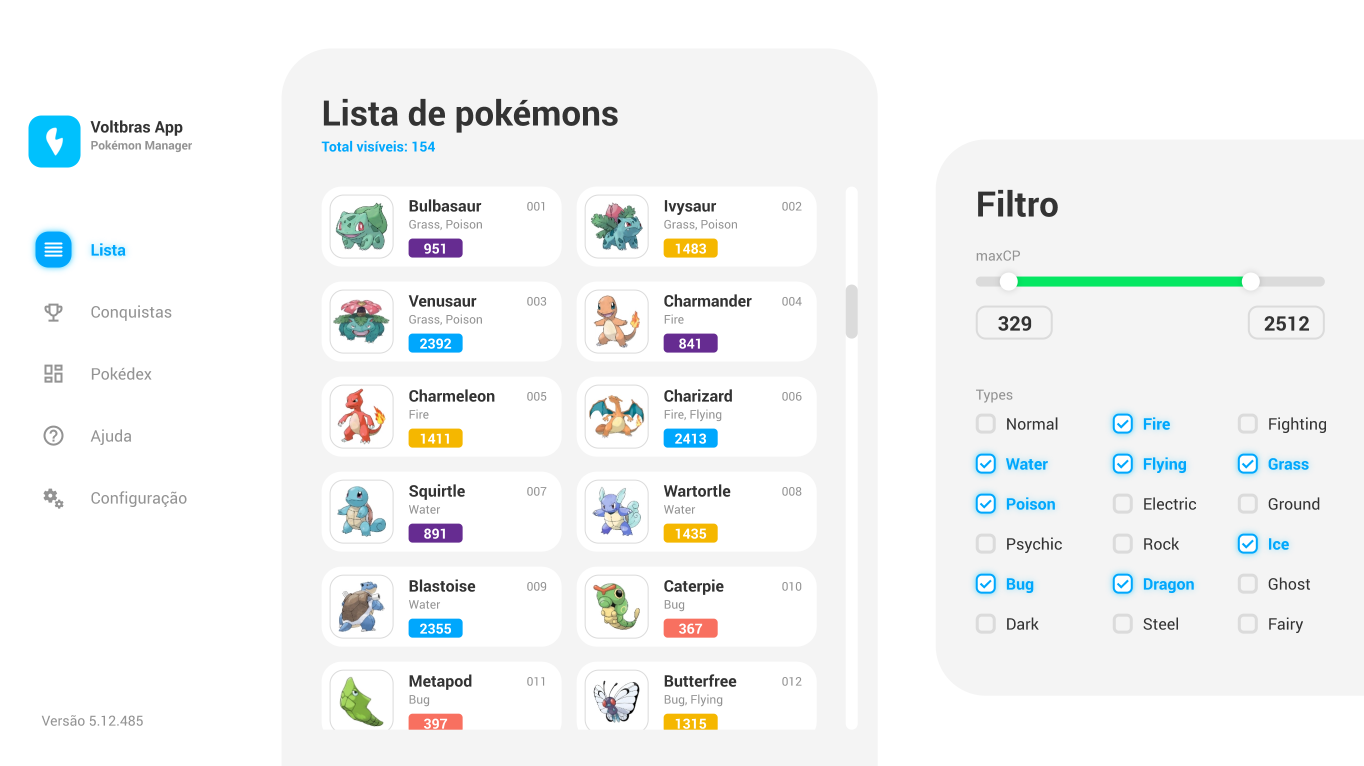 Voltbras App
Pokémon Manager
Lista
Conquistas
Pokédex
Ajuda
Configuração
Versão 5.12.485
Lista de pokémons
Total visíveis: 154
Bulbasaur 001
Grass, Poison
951
Ivysaur 002
Grass, Poison
1483
Venusaur 003
Grass, Poison
2392
Charmander 004
Fire
841
Charmeleon 005
Fire
1411
Charizard 006
Fire, Flying
2413
Squirtle 007
Water
891
Wartortle 008
Water
1435
Blastoise 009
Water
2355
Caterpie 010
Bug
367
Metapod 011
Bug
397
Butterfree 012
Bug, Flying
1315
Filtro
maxCP
329 2512
Types
Normal Fire Fighting
Water Flying Grass
Poison Electric Ground
Psychic Rock Ice
Bug Dragon Ghost
Dark Steel Fairy